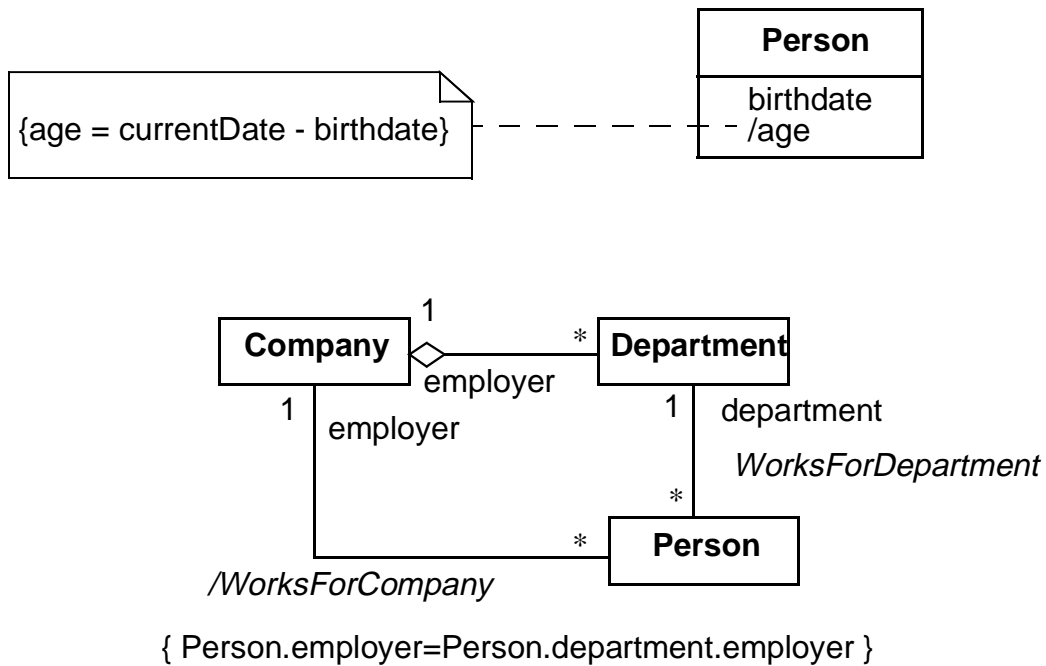 Person
birthdate
{age = currentDate - birthdate}
/age
1
Company
*
Department
employer
1
employer
1
department
WorksForDepartment
*
*
Person
/WorksForCompany
{ Person.employer=Person.department.employer }